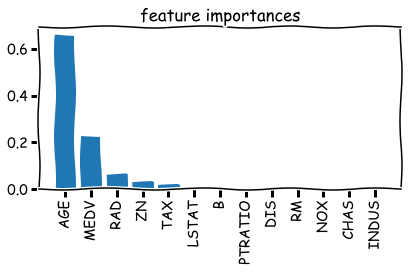 feature importances
0.6
0.4
0.2
0.0
AGE
MEDV
RAD
ZN
TAX
LSTAT
B
PTRATIO
DIS
RM
NOX
CHAS
INDUS